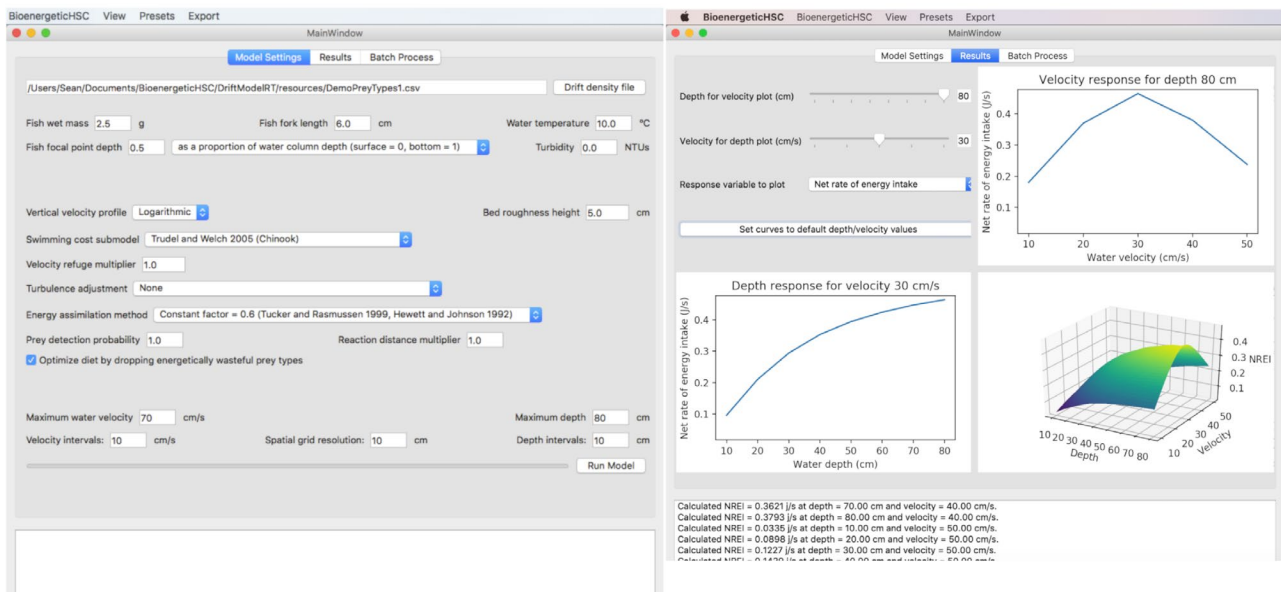 BioenergeticHSC View Presets Export
MainWindow
Model Settings Results Batch Process
/Users/Sean/Documents/BioenergeticHSC/DriftModelRT/resources/DemoPreyTypes1.csv Drift density file
Fish wet mass 2.5 g Fish fork length 6.0 cm Water temperature 10.0 °C
Fish focal point depth 0.5 as a proportion of water column depth (surface = 0, bottom = 1) Turbidity 0.0 NTUs
Vertical velocity profile Logarithmic Bed roughness height 5.0 cm
Swimming cost submodel Trudel and Welch 2005 (Chinook)
Velocity refuge multiplier 1.0
Turbulence adjustment None
Energy assimilation method Constant factor = 0.6 (Tucker and Rasmussen 1999, Hewett and Johnson 1992)
Prey detection probability 1.0 Reaction distance multiplier 1.0
Optimize diet by dropping energetically wasteful prey types
Maximum water velocity 70 cm/s Maximum depth 80 cm
Velocity intervals: 10 cm/s Spatial grid resolution: 10 cm Depth intervals: 10 cm
Run Model
BioenergeticHSC BioenergeticHSC View Presets Export
MainWindow
Model Settings Results Batch Process
Depth for velocity plot (cm) 80
Velocity for depth plot (cm/s) 30
Response variable to plot Net rate of energy intake
Set curves to default depth/velocity values
Velocity response for depth 80 cm
Net rate of energy intake (J/s)
0.4
0.3
0.2
0.1
10 20 30 40 50
Water velocity (cm/s)
Depth response for velocity 30 cm/s
Net rate of energy intake (J/s)
0.4
0.3
0.2
0.1
10 20 30 40 50 60 70 80
Water depth (cm)
0.4
0.3 NREI
0.2
0.1
10 20 30 40 50 60 70 80
Depth
10 20 30 40 50
Velocity
Calculated NREI = 0.3621 j/s at depth = 70.00 cm and velocity = 40.00 cm/s.
Calculated NREI = 0.3793 j/s at depth = 80.00 cm and velocity = 40.00 cm/s.
Calculated NREI = 0.0335 j/s at depth = 10.00 cm and velocity = 50.00 cm/s.
Calculated NREI = 0.0898 j/s at depth = 20.00 cm and velocity = 50.00 cm/s.
Calculated NREI = 0.1227 j/s at depth = 30.00 cm and velocity = 50.00 cm/s.